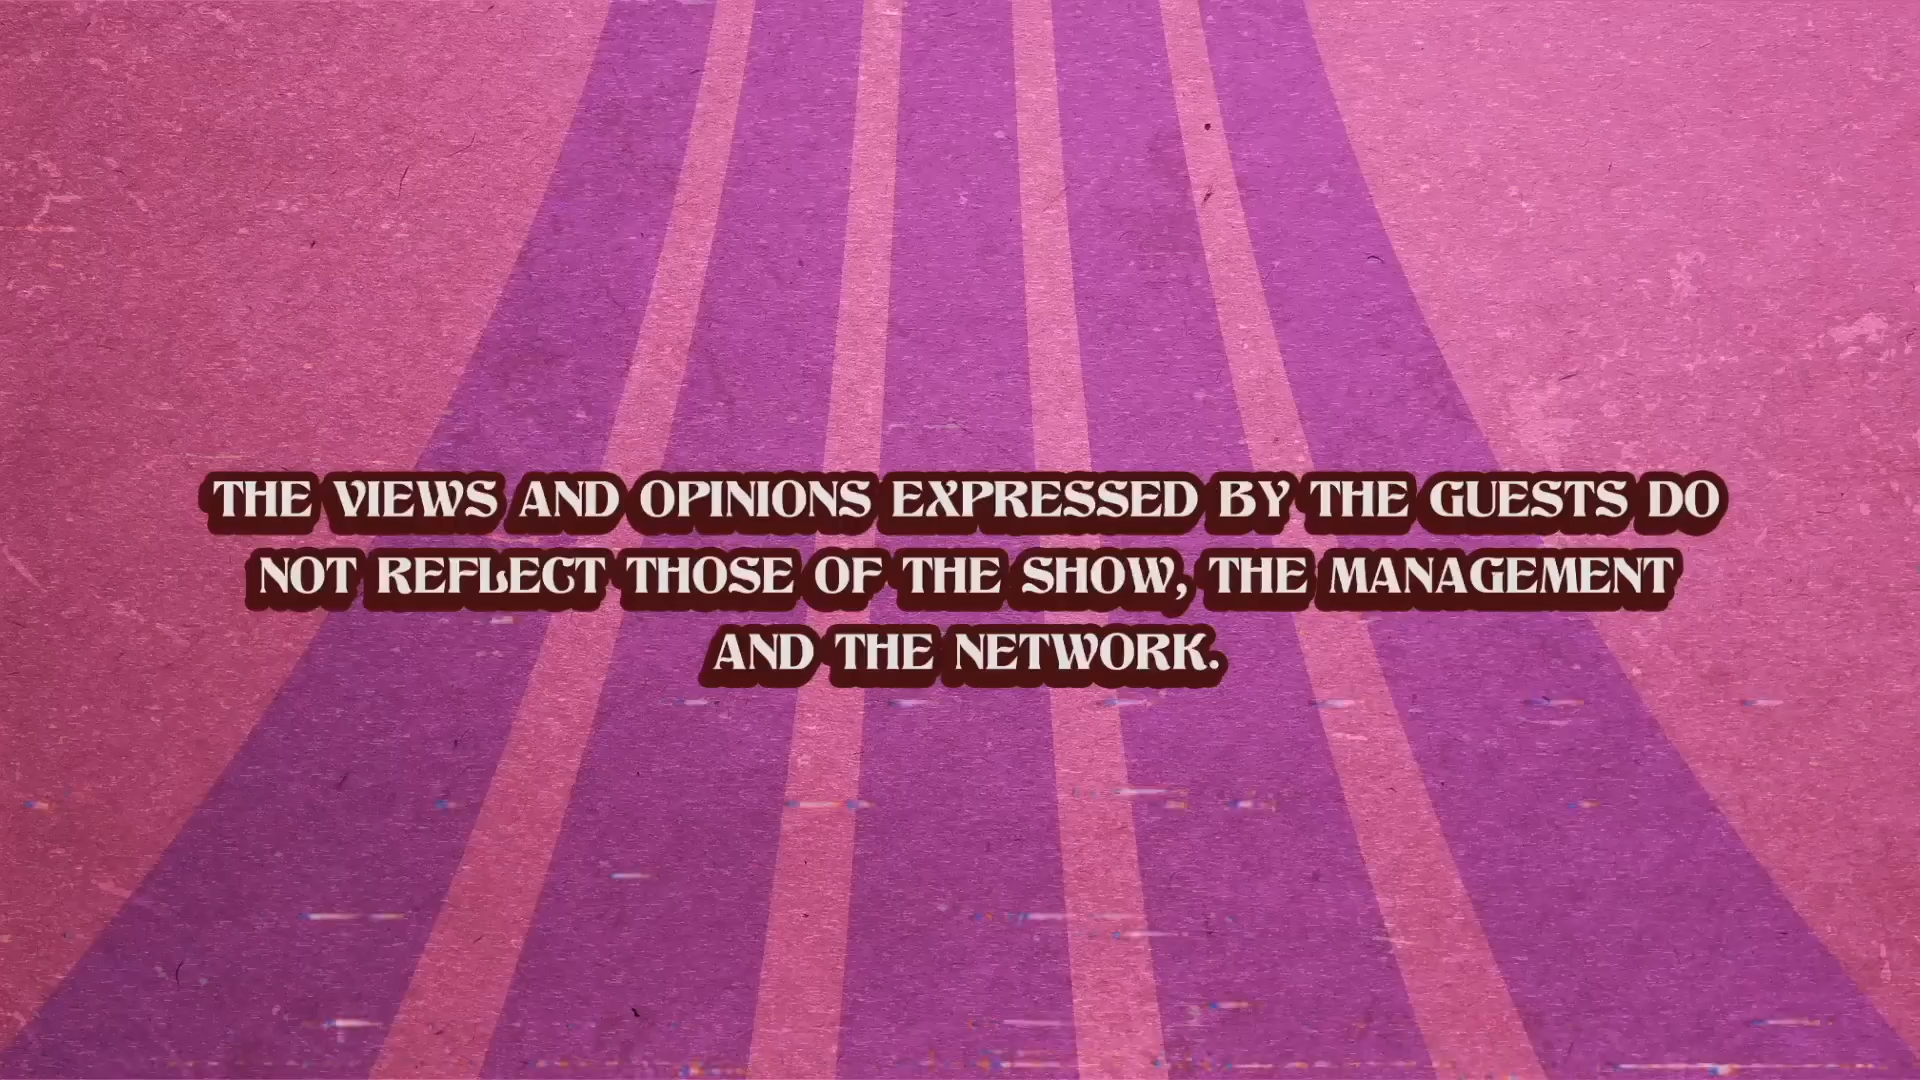 THE VIEWS AND OPINIONS EXPRESSED BY THE GUESTS DO
NOT REFLECT THOSE OF THE SHOW, THE MANAGEMENT
AND THE NETWORK.